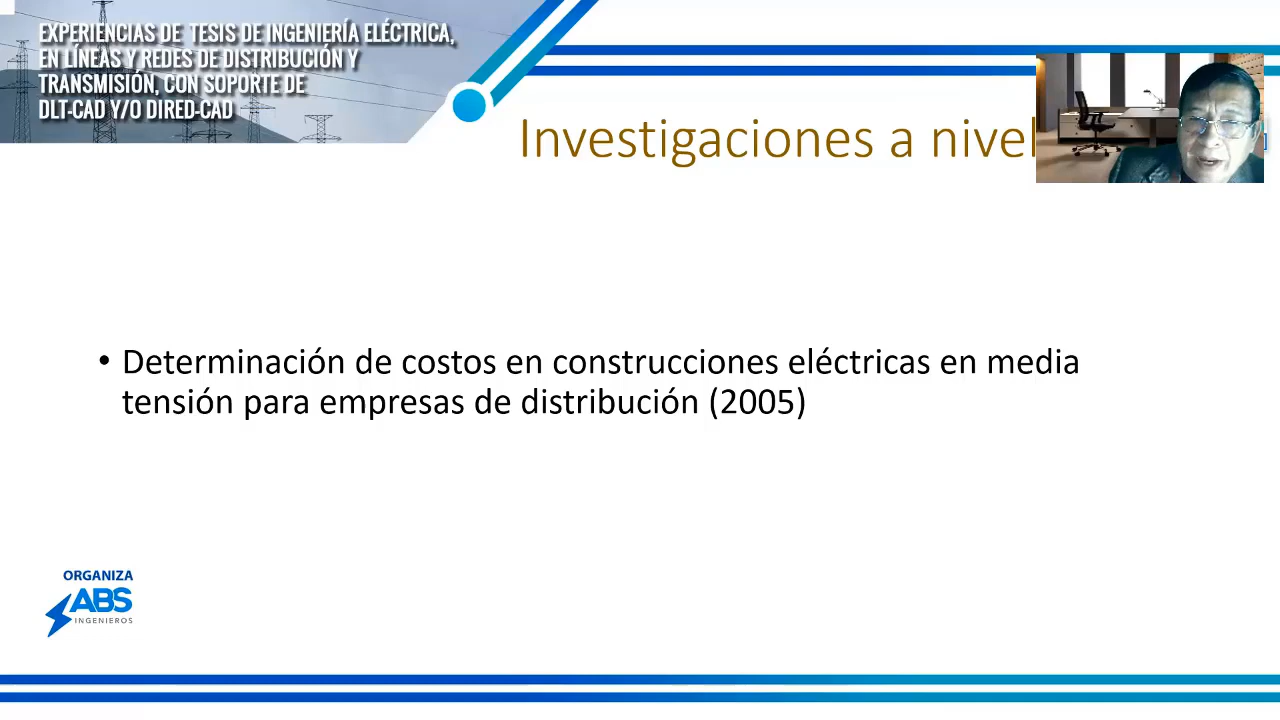 EXPERIENCIAS DE TESIS DE INGENIERÍA ELÉCTRICA,
EN LÍNEAS Y REDES DE DISTRIBUCIÓN Y
TRANSMISIÓN, CON SOPORTE DE
DLT-CAD Y/O DIRED-CAD
Investigaciones a nivel
• Determinación de costos en construcciones eléctricas en media
tensión para empresas de distribución (2005)
ORGANIZA
ABS
INGENIEROS